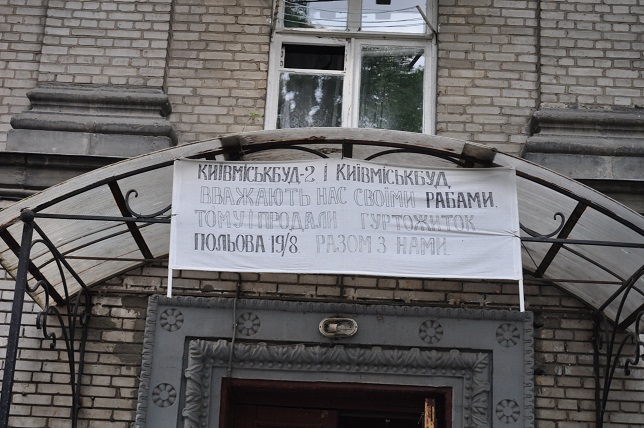 КИЇВМІСЬКБУД-2 І КИЇВМІСЬКБУД
ВВАЖАЮТЬ НАС СВОЇМИ РАБАМИ.
ТОМУ І ПРОДАЛИ ГУРТОЖИТОК
ПОЛЬОВА 19/8 РАЗОМ З НАМИ.